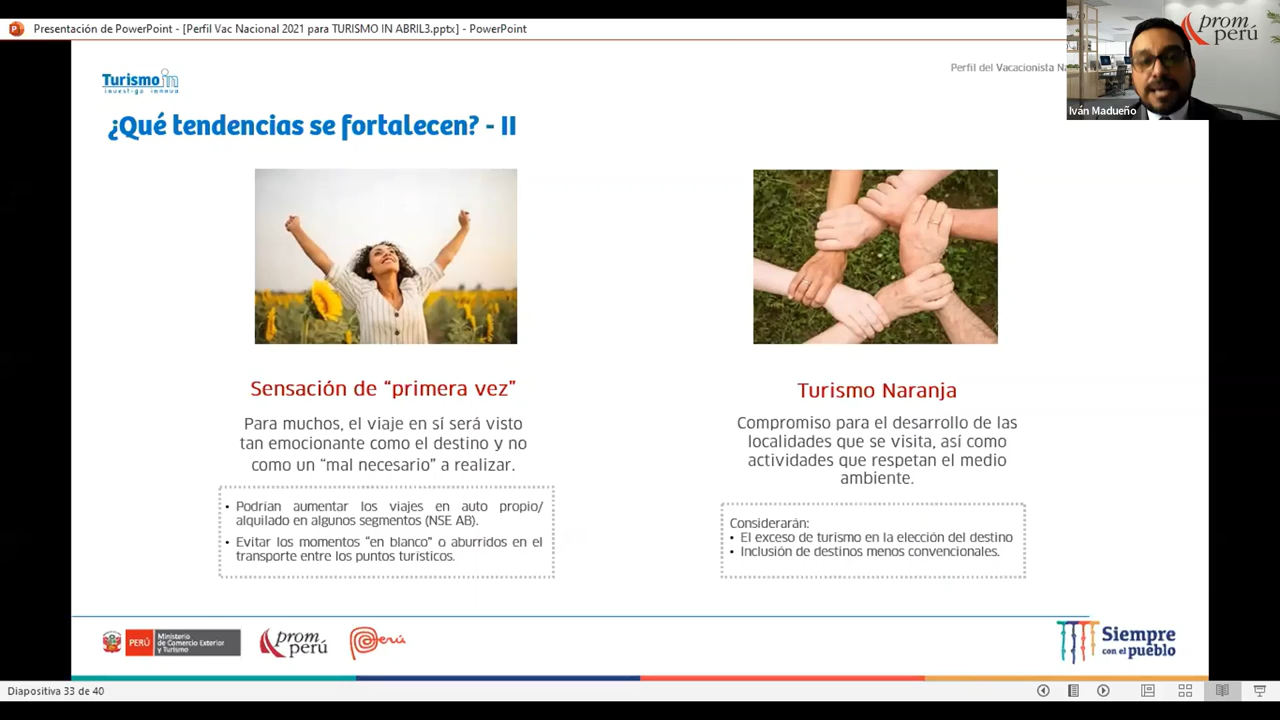 Presentación de PowerPoint - [Perfil Vac Nacional 2021 para TURISMO IN ABRIL3.pptx] - PowerPoint
prom
perú
Iván Madueño
Turismo in
investiga innova
Perfil del Vacacionista
¿Qué tendencias se fortalecen? - II
Sensación de “primera vez”
Para muchos, el viaje en sí será visto
tan emocionante como el destino y no
como un “mal necesario” a realizar.
• Podrían aumentar los viajes en auto propio/
alquilado en algunos segmentos (NSE AB).
• Evitar los momentos “en blanco” o aburridos en el
transporte entre los puntos turísticos.
Turismo Naranja
Compromiso para el desarrollo de las
localidades que se visita, así como
actividades que respetan el medio
ambiente.
Considerarán:
• El exceso de turismo en la elección del destino
• Inclusión de destinos menos convencionales.
PERÚ
Ministerio
de Comercio Exterior
y Turismo
prom
perú
Perú
Siempre
con el pueblo
Diapositiva 33 de 40